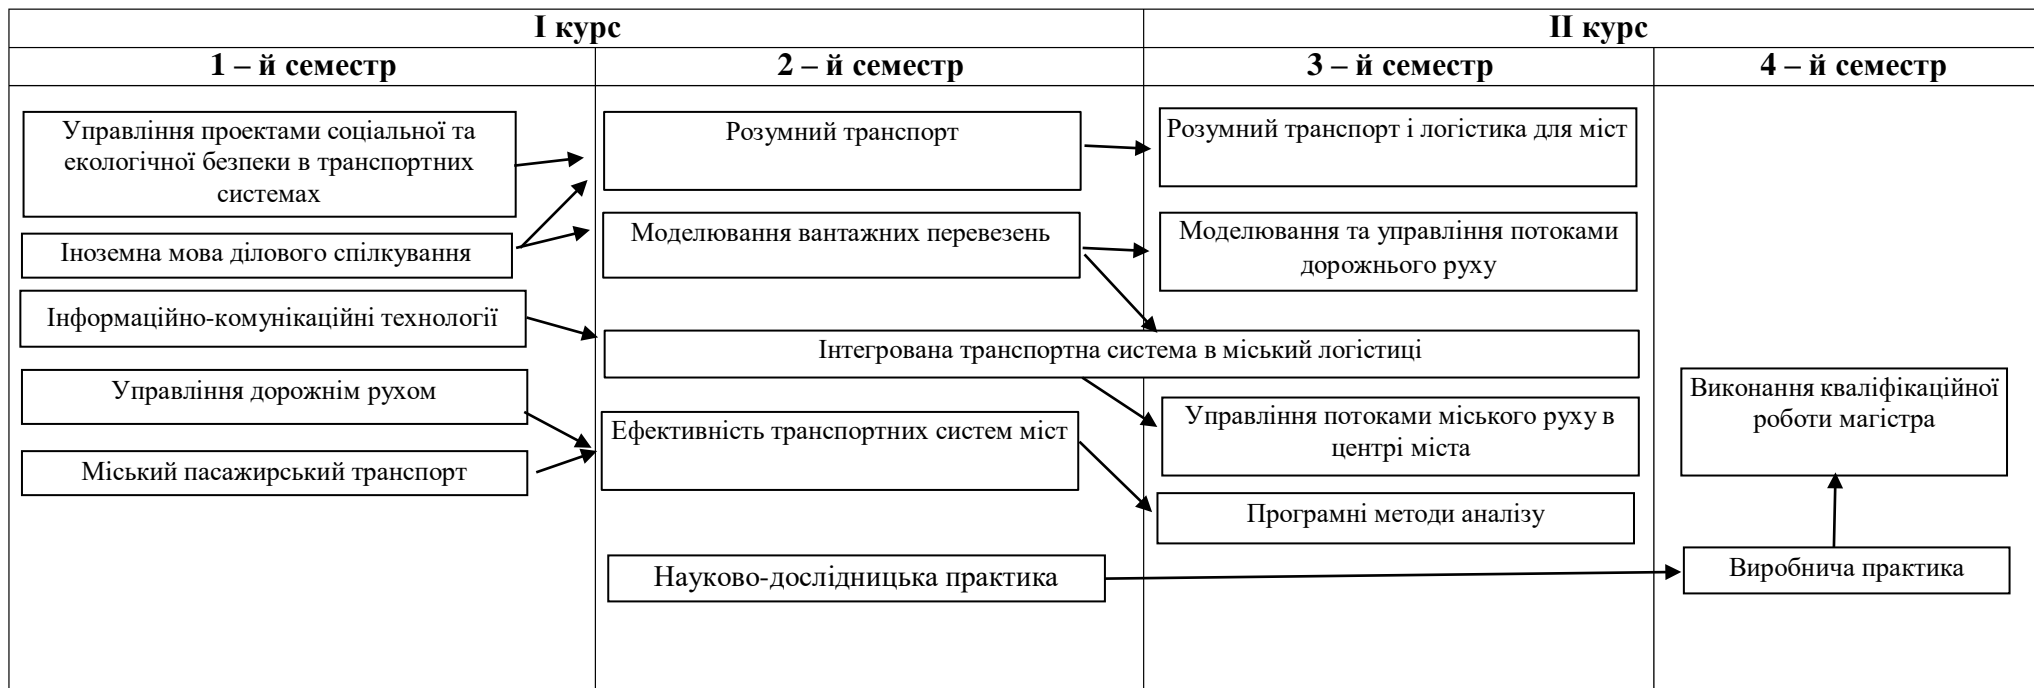 І курс
ІІ курс
1 – й семестр
2 – й семестр
3 – й семестр
4 – й семестр
Управління проектами соціальної та
екологічної безпеки в транспортних
системах
Іноземна мова ділового спілкування
Інформаційно-комунікаційні технології
Управління дорожнім рухом
Міський пасажирський транспорт
Розумний транспорт
Моделювання вантажних перевезень
Інтегрована транспортна система в міський логістиці
Ефективність транспортних систем міст
Науково-дослідницька практика
Розумний транспорт і логістика для міст
Моделювання та управління потоками
дорожнього руху
Управління потоками міського руху в
центрі міста
Програмні методи аналізу
Виконання кваліфікаційної
роботи магістра
Виробнича практика